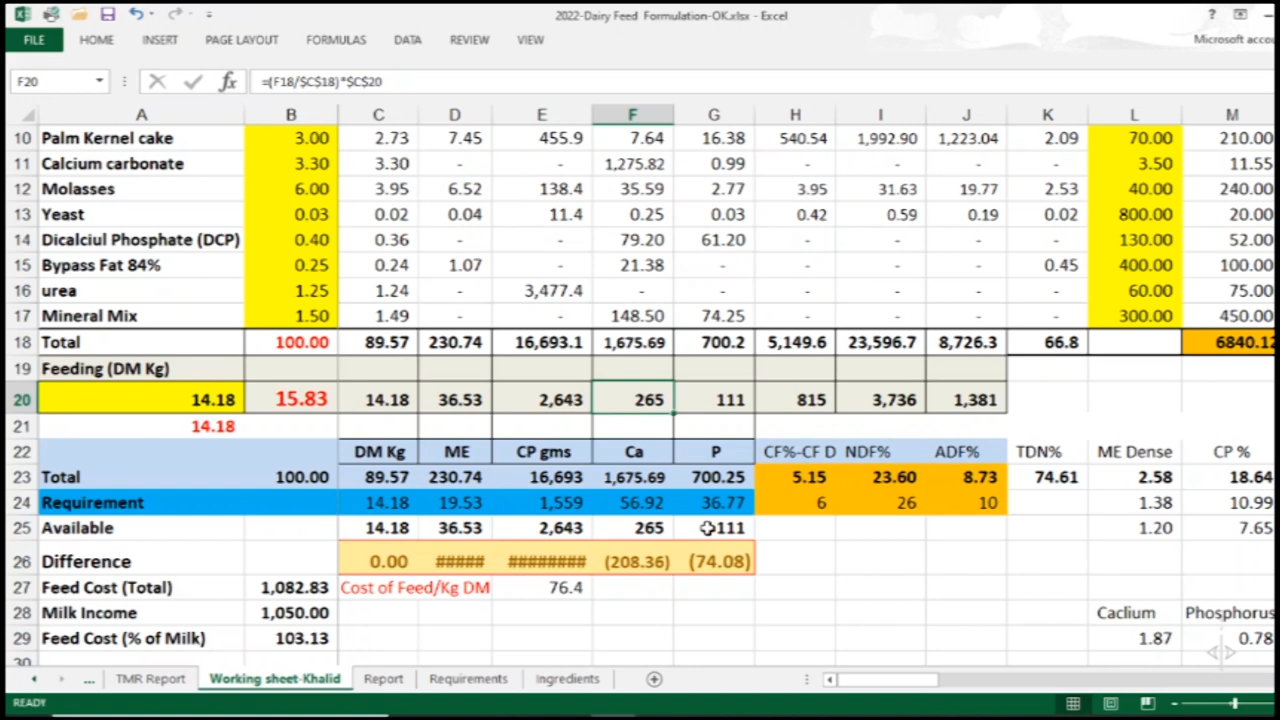 2022-Dairy Feed Formulation-OK.xlsx - Excel
FILE HOME INSERT PAGE LAYOUT FORMULAS DATA REVIEW VIEW Microsoft accou
F20 =(F18/$C$18)*$C$20
A B C D E F G H I J K L M
10 Palm Kernel cake 3.00 2.73 7.45 455.9 7.64 16.38 540.54 1,992.90 1,223.04 2.09 70.00 210.00
11 Calcium carbonate 3.30 3.30 - - 1,275.82 0.99 - - - - 3.50 11.55
12 Molasses 6.00 3.95 6.52 138.4 35.59 2.77 3.95 31.63 19.77 2.53 40.00 240.00
13 Yeast 0.03 0.02 0.04 11.4 0.25 0.03 0.42 0.59 0.19 0.02 800.00 20.00
14 Dicalciul Phosphate (DCP) 0.40 0.36 - - 79.20 61.20 - - - - 130.00 52.00
15 Bypass Fat 84% 0.25 0.24 1.07 - 21.38 - - - - 0.45 400.00 100.00
16 urea 1.25 1.24 - 3,477.4 - - - - - - 60.00 75.00
17 Mineral Mix 1.50 1.49 - - 148.50 74.25 - - - - 300.00 450.00
18 Total 100.00 89.57 230.74 16,693.1 1,675.69 700.2 5,149.6 23,596.7 8,726.3 66.8 6840.12
19 Feeding (DM Kg)
20 14.18 15.83 14.18 36.53 2,643 265 111 815 3,736 1,381
21 14.18
22 DM Kg ME CP gms Ca P CF%-CF D NDF% ADF% TDN% ME Dense CP %
23 Total 100.00 89.57 230.74 16,693 1,675.69 700.25 5.15 23.60 8.73 74.61 2.58 18.64
24 Requirement 14.18 19.53 1,559 56.92 36.77 6 26 10 1.38 10.99
25 Available 14.18 36.53 2,643 265 111 1.20 7.65
26 Difference 0.00 ##### ######## (208.36) (74.08)
27 Feed Cost (Total) 1,082.83 Cost of Feed/Kg DM 76.4
28 Milk Income 1,050.00 Caclium Phosphorus
29 Feed Cost (% of Milk) 103.13 1.87 0.78
30
... TMR Report Working sheet-Khalid Report Requirements Ingredients
READY